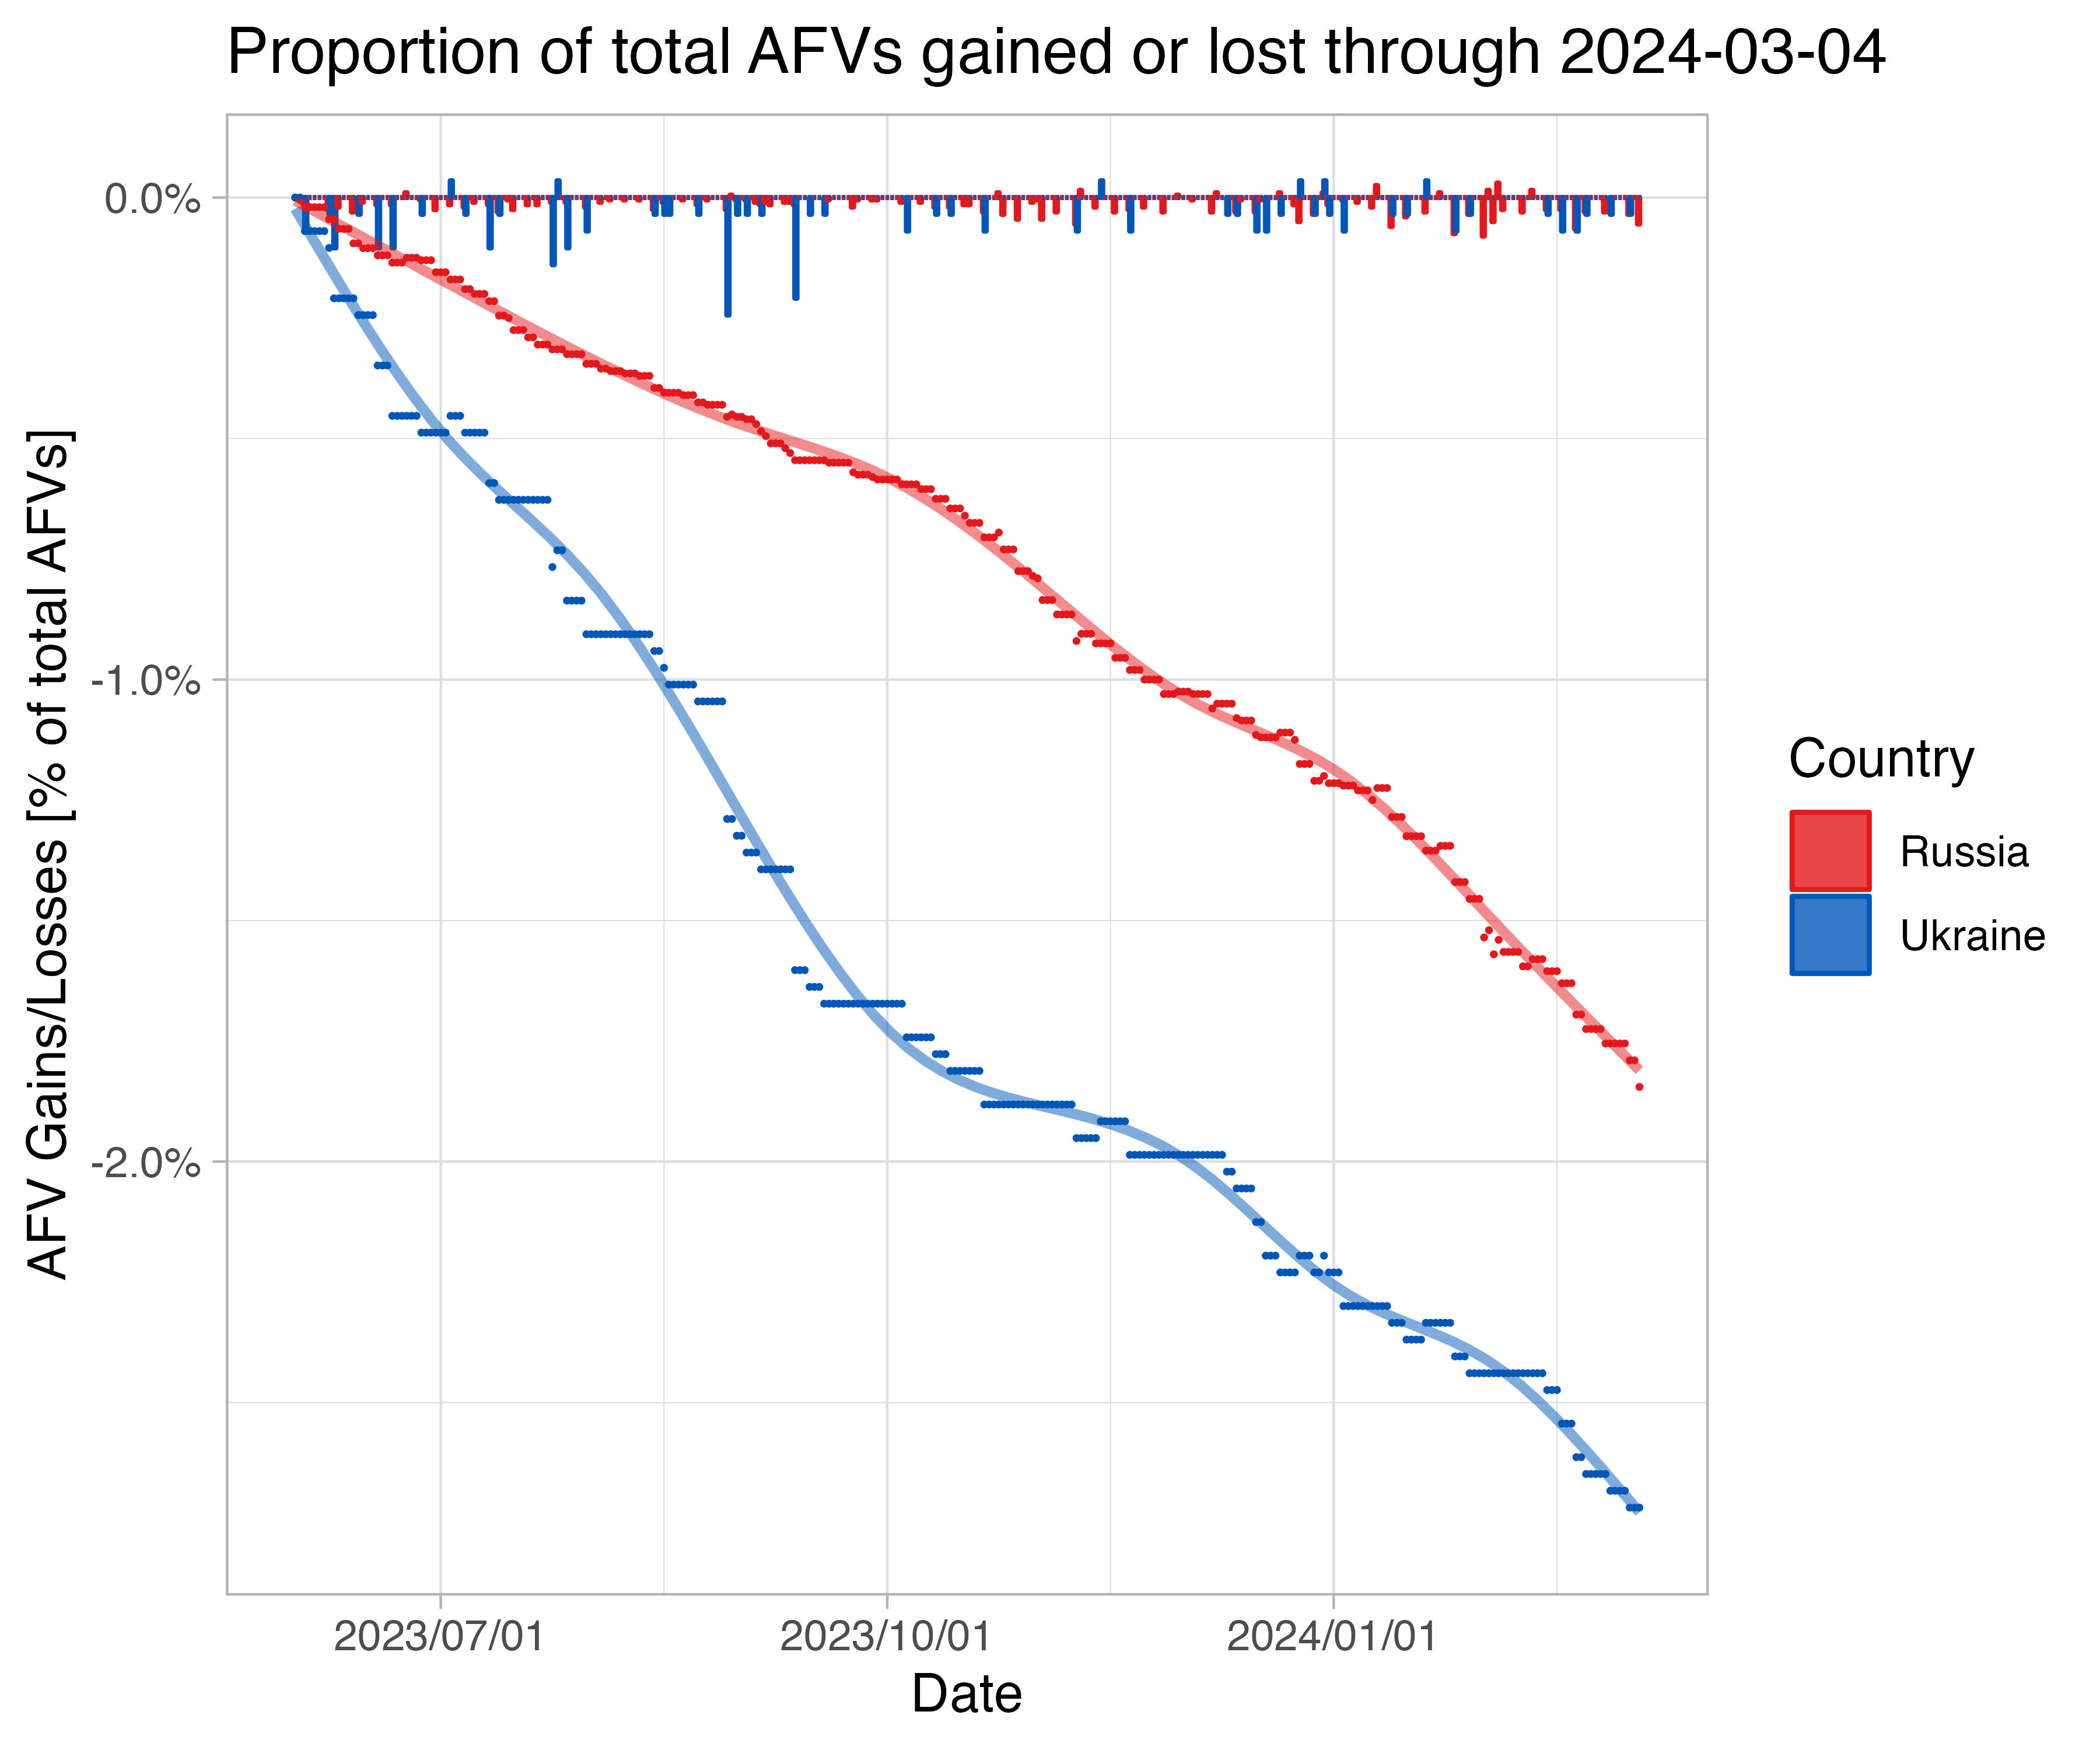 Proportion of total AFVs gained or lost through 2024-03-04
AFV Gains/Losses [% of total AFVs]
0.0%
-1.0%
-2.0%
2023/07/01
2023/10/01
2024/01/01
Date
Country
Russia
Ukraine